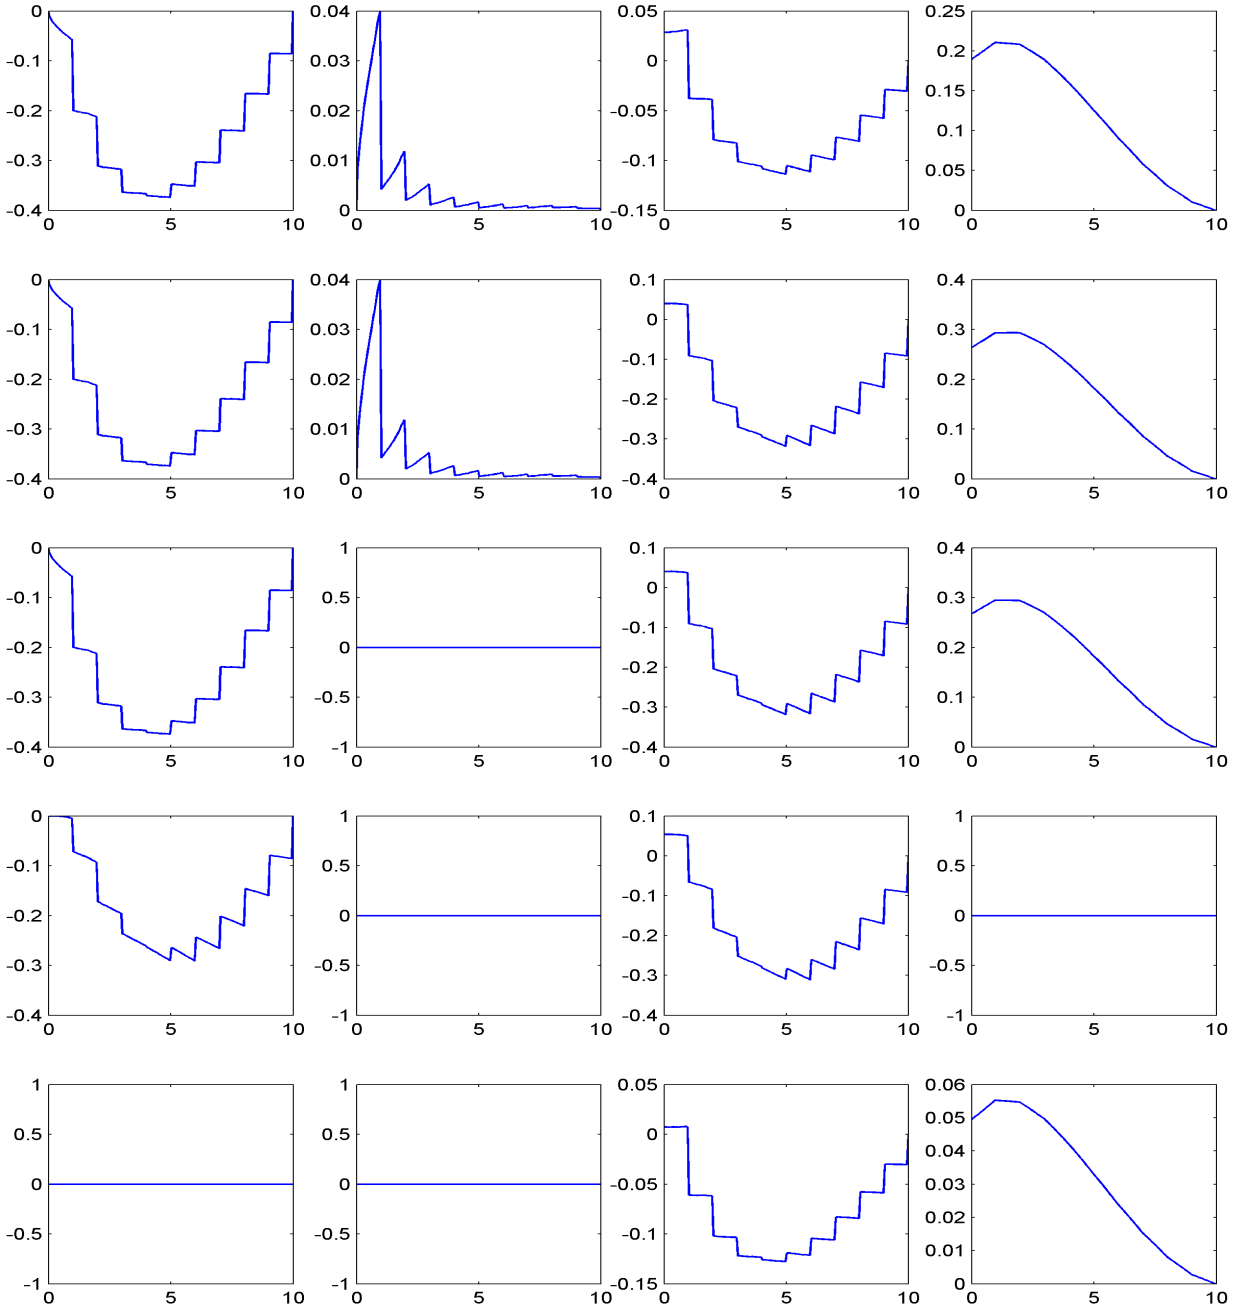 0 0.04 0.05 0.25
-0.1 0.03 0 0.2
-0.2 0.02 -0.05 0.15
-0.3 0.01 -0.1 0.1
0.05
-0.4 0 -0.15 0
0 5 10 0 5 10 0 5 10 0 5 10
0 0.04 0.1 0.4
-0.1 0.03 0 0.3
-0.1
-0.2 0.02 -0.2 0.2
-0.3 0.01 -0.3 0.1
-0.4 0 -0.4 0
0 5 10 0 5 10 0 5 10 0 5 10
0 1 0.1 0.4
-0.1 0.5 0 0.3
-0.1
-0.2 0 -0.2 0.2
-0.3 -0.5 -0.3 0.1
-0.4 -1 -0.4 0
0 5 10 0 5 10 0 5 10 0 5 10
0 1 0.1 1
-0.1 0.5 0 0.5
-0.1
-0.2 0 -0.2 0
-0.3 -0.5 -0.3 -0.5
-0.4 -1 -0.4 -1
0 5 10 0 5 10 0 5 10 0 5 10
1 1 0.05 0.06
0.05
0.5 0.5 0 0.04
0 0 -0.05 0.03
0.02
-0.5 -0.5 -0.1 0.01
-1 -1 -0.15 0
0 5 10 0 5 10 0 5 10 0 5 10